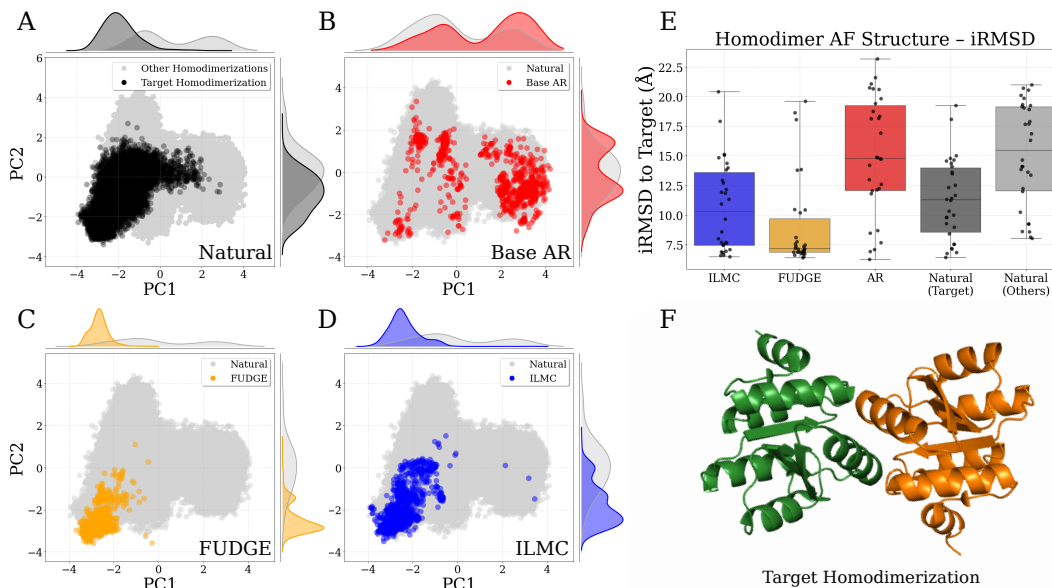 A
Other Homodimerizations
Target Homodimerization
Natural
PC2
PC1
6
4
2
0
−2
−4
−4 −2 0 2 4
B
Natural
Base AR
Base AR
PC1
4
2
0
−2
−4
−4 −2 0 2 4
E
Homodimer AF Structure – iRMSD
iRMSD to Target (Å)
22.5
20.0
17.5
15.0
12.5
10.0
7.5
ILMC FUDGE AR Natural (Target) Natural (Others)
C
Natural
FUDGE
FUDGE
PC2
PC1
4
2
0
−2
−4
−4 −2 0 2 4
D
Natural
ILMC
ILMC
PC1
4
2
0
−2
−4
−4 −2 0 2 4
F
Target Homodimerization